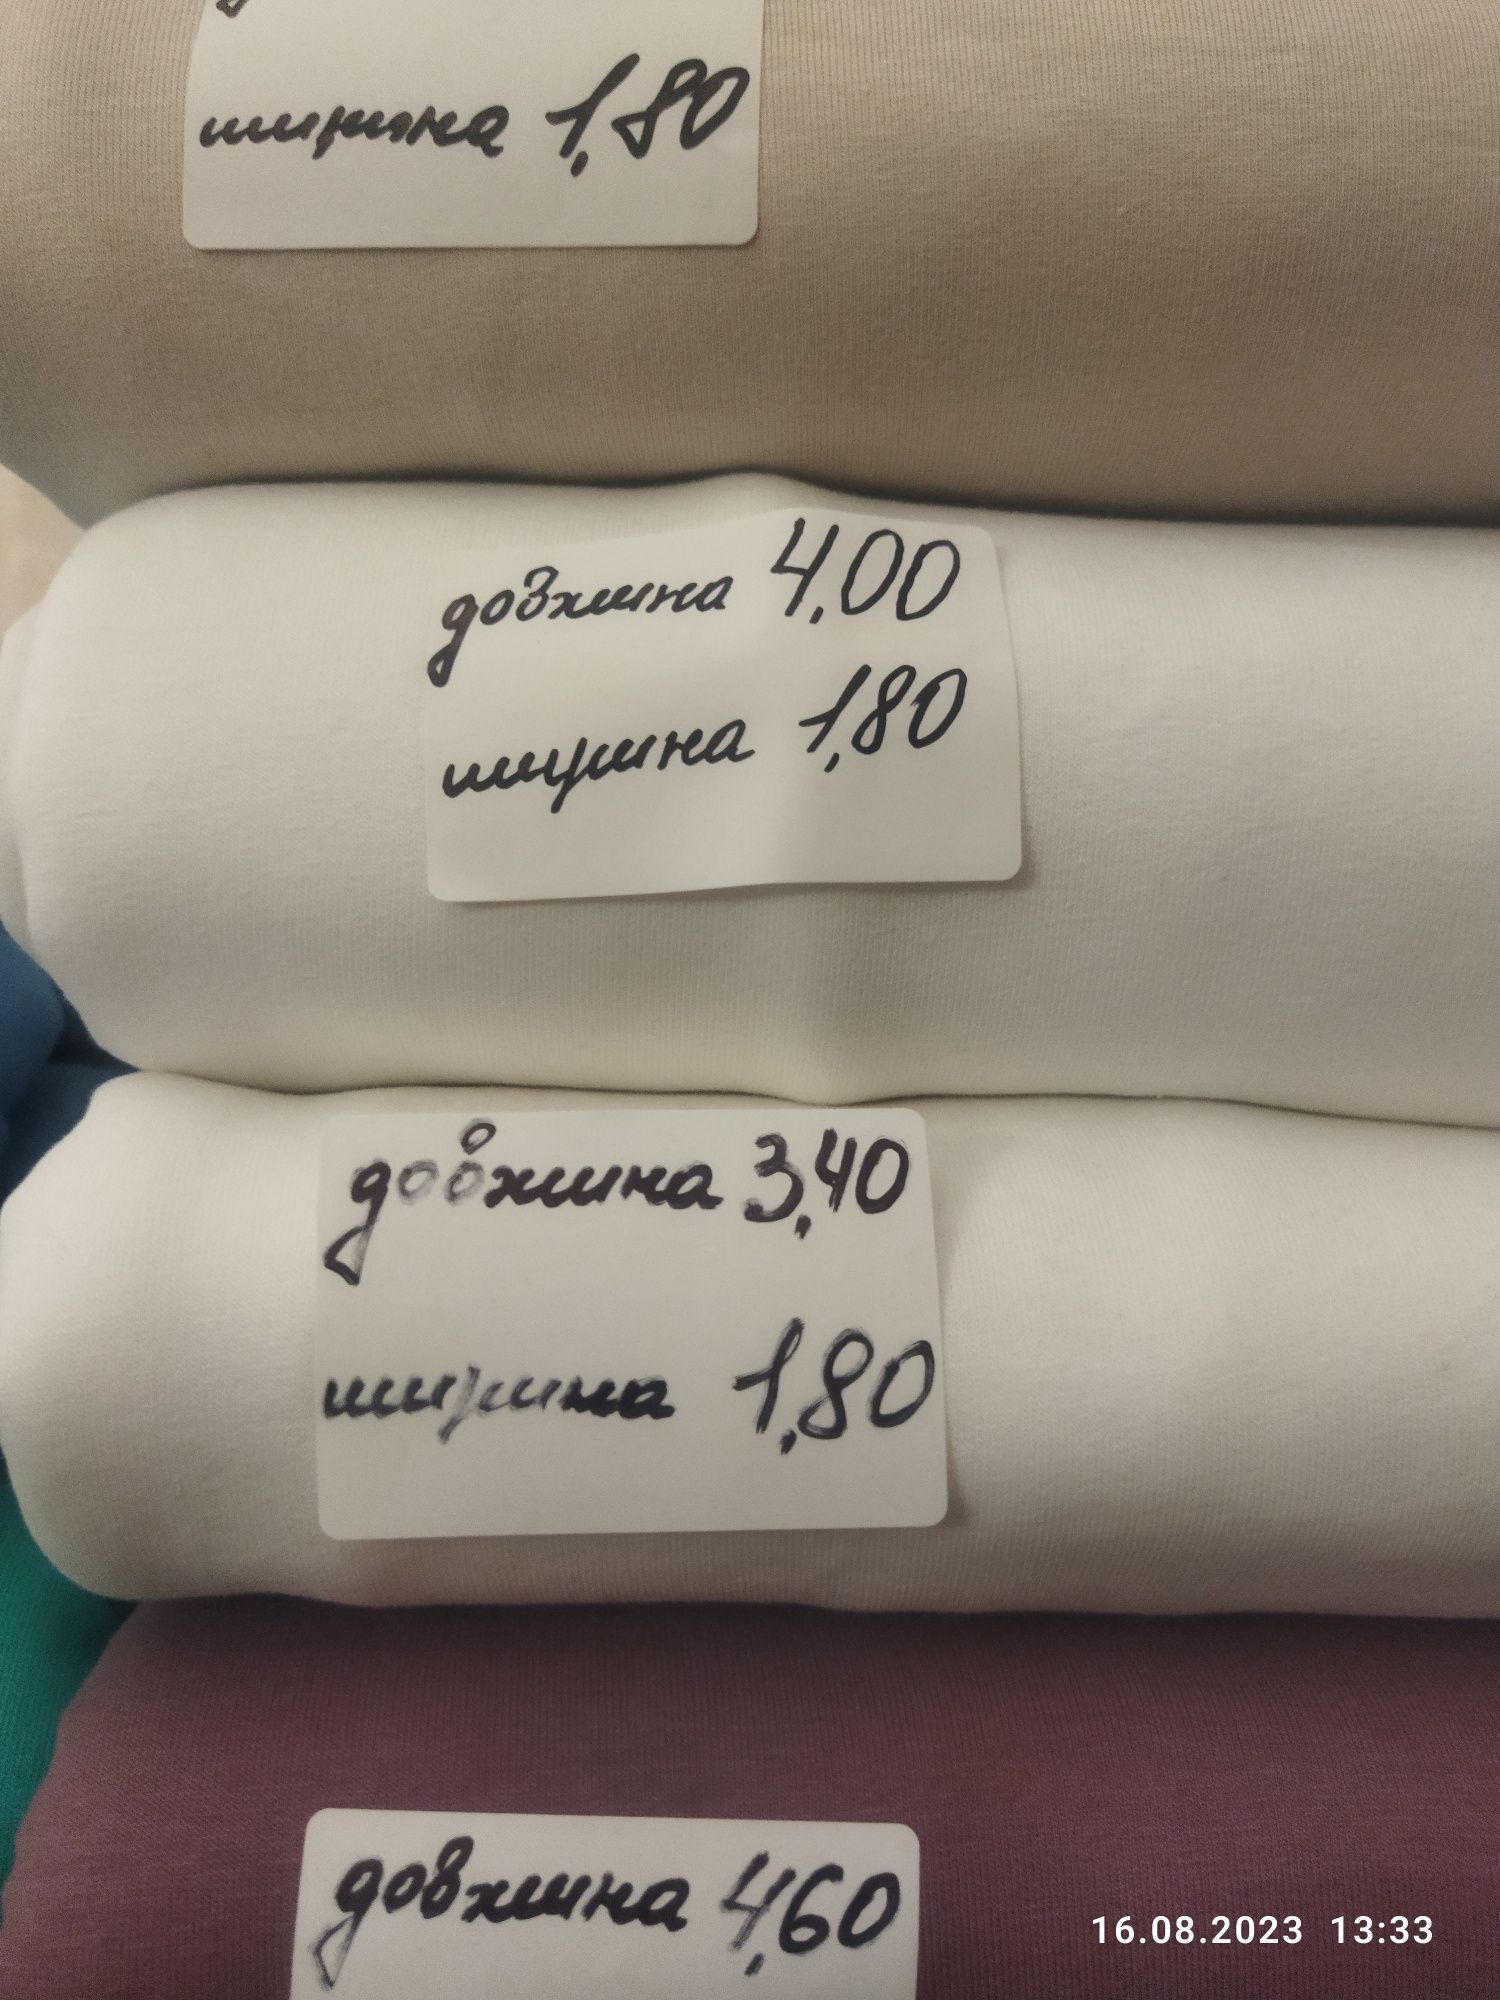 ширина 1,80
довжина 4,00
ширина 1,80
довжина 3,40
ширина 1,80
довжина 4,60
16.08.2023 13:33